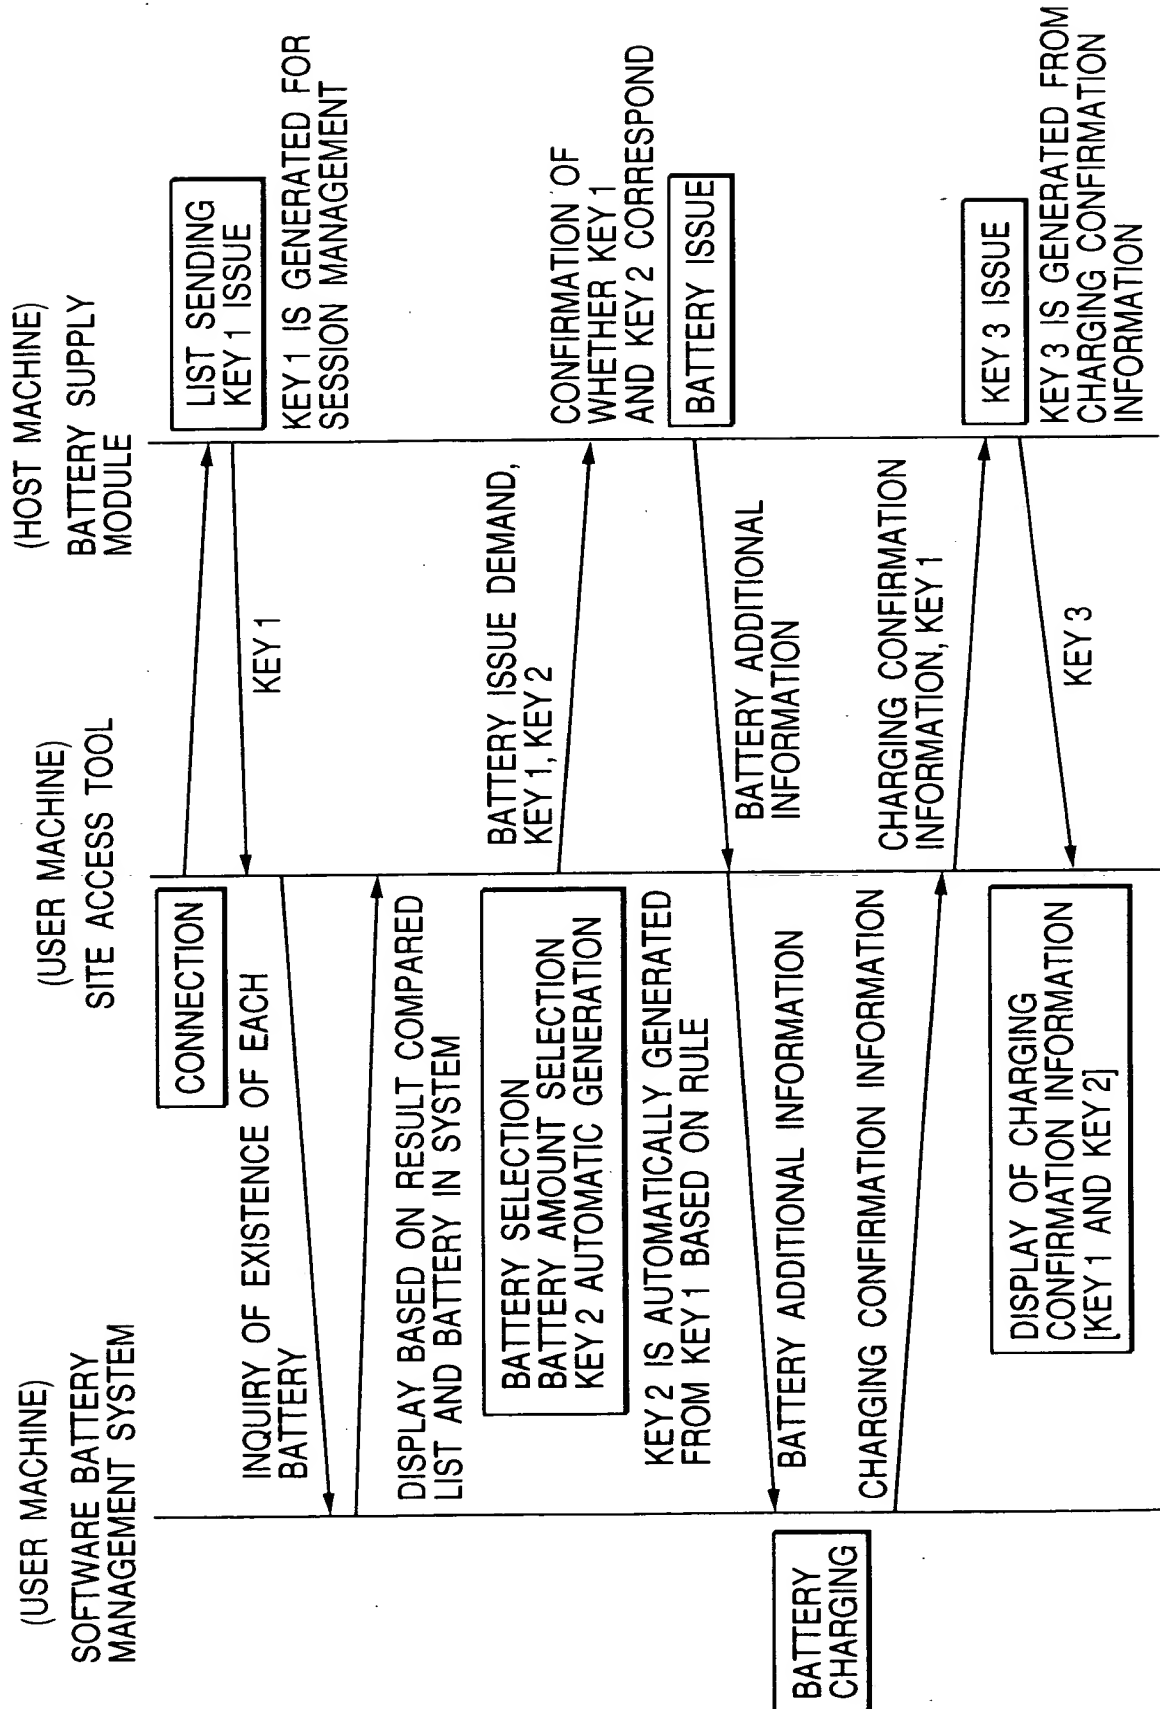 (USER MACHINE)
SOFTWARE BATTERY
MANAGEMENT SYSTEM
(USER MACHINE)
SITE ACCESS TOOL
(HOST MACHINE)
BATTERY SUPPLY
MODULE
CONNECTION
LIST SENDING
KEY 1 ISSUE
KEY 1 IS GENERATED FOR
SESSION MANAGEMENT
KEY 1
INQUIRY OF EXISTENCE OF EACH
BATTERY
DISPLAY BASED ON RESULT COMPARED
LIST AND BATTERY IN SYSTEM
BATTERY SELECTION
BATTERY AMOUNT SELECTION
KEY 2 AUTOMATIC GENERATION
KEY 2 IS AUTOMATICALLY GENERATED
FROM KEY 1 BASED ON RULE
BATTERY ISSUE DEMAND,
KEY 1, KEY 2
CONFIRMATION OF
WHETHER KEY 1
AND KEY 2 CORRESPOND
BATTERY ISSUE
BATTERY ADDITIONAL
INFORMATION
BATTERY ADDITIONAL INFORMATION
BATTERY
CHARGING
CHARGING CONFIRMATION INFORMATION
CHARGING CONFIRMATION
INFORMATION, KEY 1
KEY 3 ISSUE
KEY 3 IS GENERATED FROM
CHARGING CONFIRMATION
INFORMATION
KEY 3
DISPLAY OF CHARGING
CONFIRMATION INFORMATION
[KEY 1 AND KEY 2]